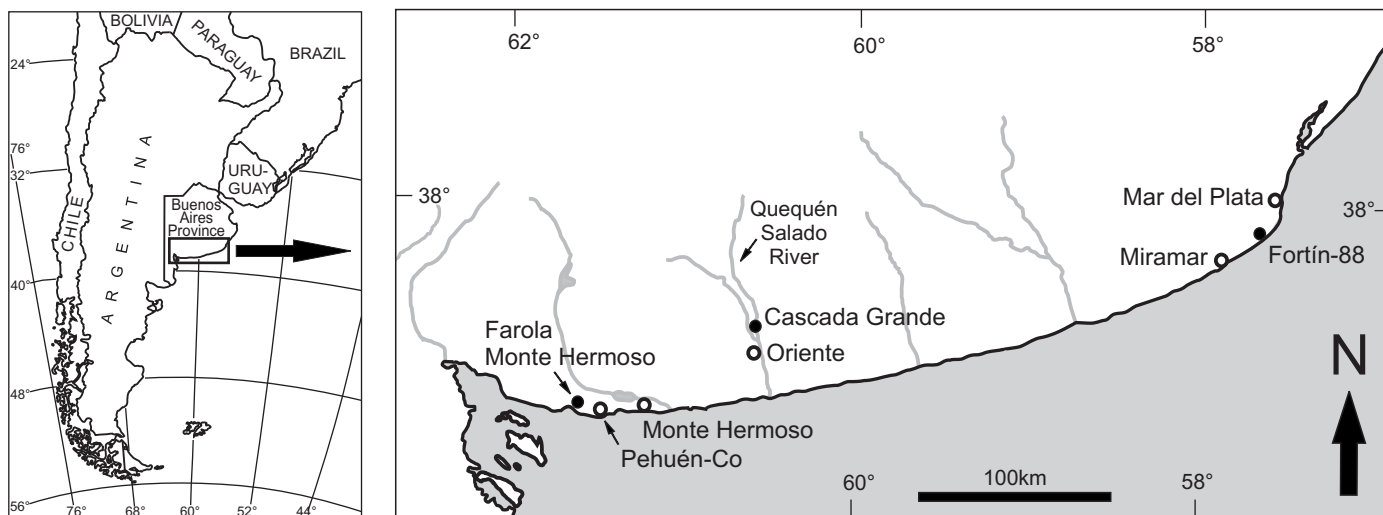 BOLIVIA
PARAGUAY
BRAZIL
24°
76°
32°
URU-
GUAY
Buenos
Aires
Province
CHILE
ARGENTINA
40°
48°
56°
76°
68°
60°
52°
44°
62°
60°
58°
38°
38°
Quequén
Salado
River
Mar del Plata
Miramar
Fortín-88
Cascada Grande
Oriente
Farola
Monte Hermoso
Monte Hermoso
Pehuén-Co
N
100km
60°
58°